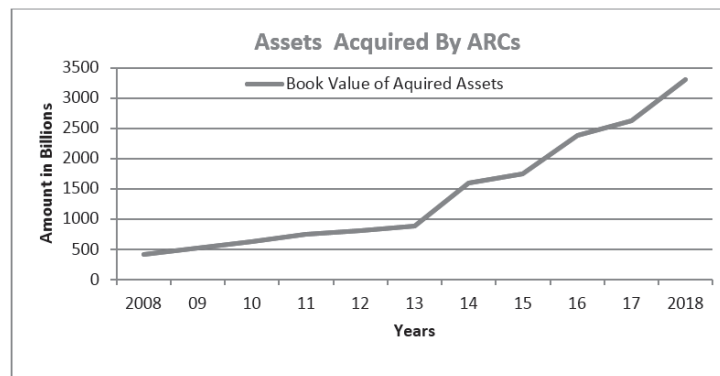 Assets Acquired By ARCs
3500
3000
2500
2000
1500
1000
500
0
Amount in Billions
Book Value of Aquired Assets
2008 09 10 11 12 13 14 15 16 17 2018
Years